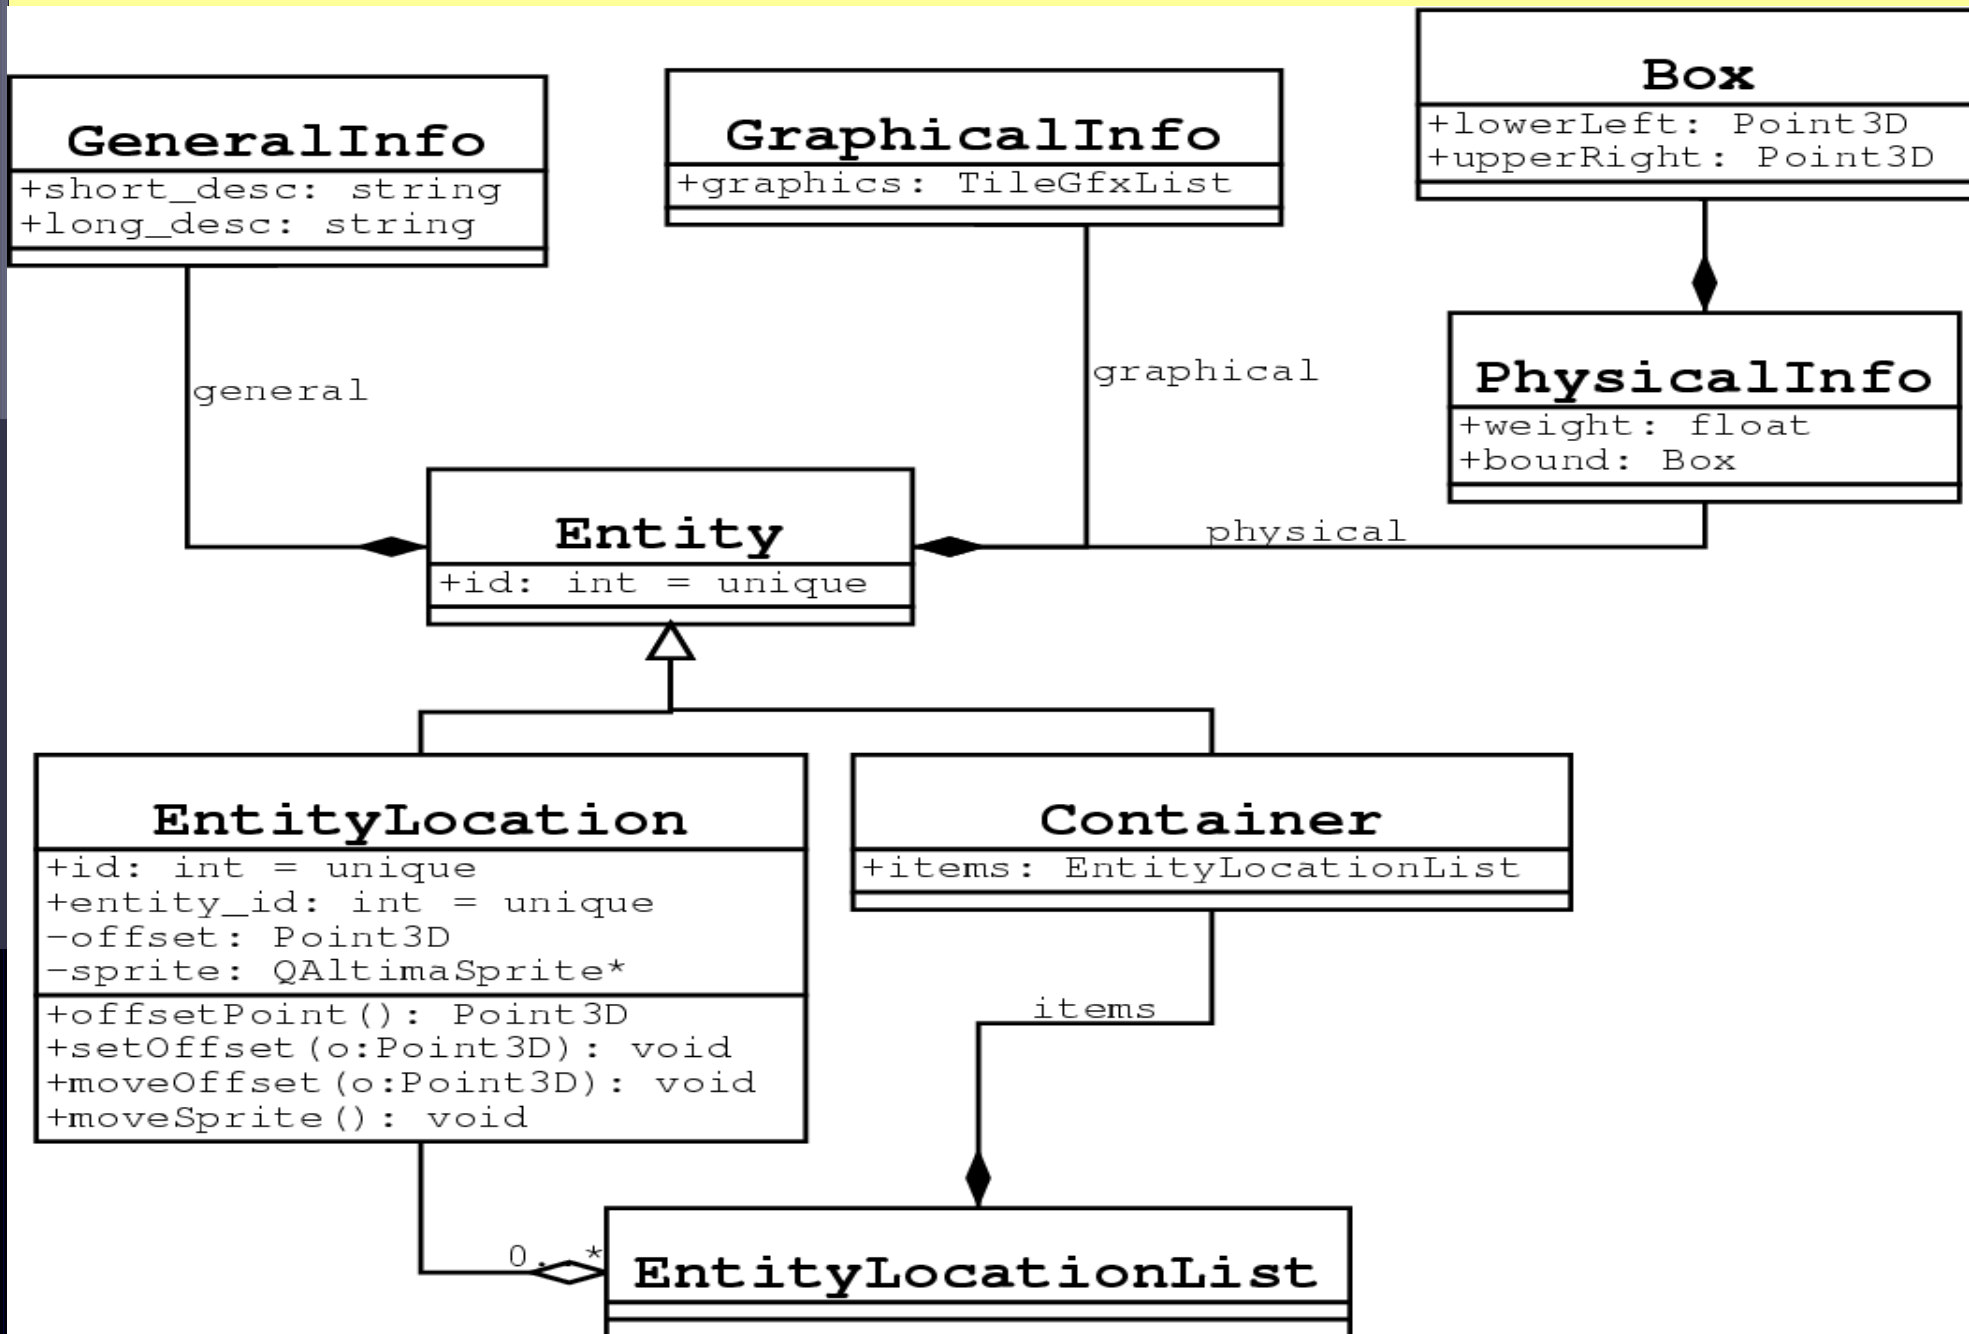 Box
+lowerLeft: Point3D
+upperRight: Point3D
GeneralInfo
+short_desc: string
+long_desc: string
GraphicalInfo
+graphics: TileGfxList
general
graphical
PhysicalInfo
+weight: float
+bound: Box
physical
Entity
+id: int = unique
EntityLocation
+id: int = unique
+entity_id: int = unique
-offset: Point3D
-sprite: QAltimaSprite*
+offsetPoint(): Point3D
+setOffset(o:Point3D): void
+moveOffset(o:Point3D): void
+moveSprite(): void
Container
+items: EntityLocationList
items
0..*
EntityLocationList